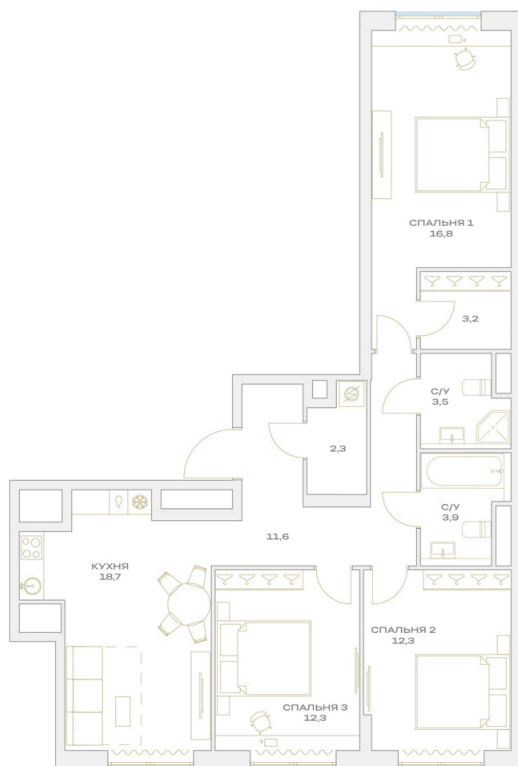 СПАЛЬНЯ 1
16,8
3,2
С/У
3,5
2,3
С/У
3,9
11,6
КУХНЯ
18,7
СПАЛЬНЯ 2
12,3
СПАЛЬНЯ 3
12,3